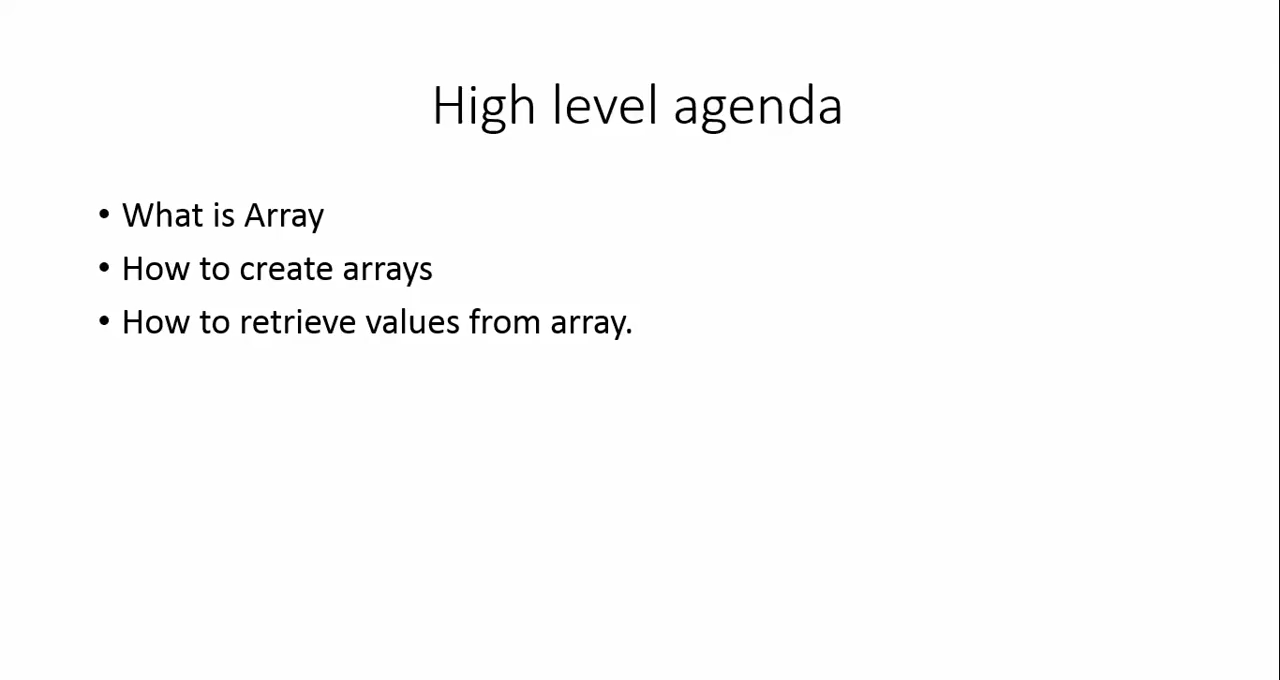 High level agenda
• What is Array
• How to create arrays
• How to retrieve values from array.